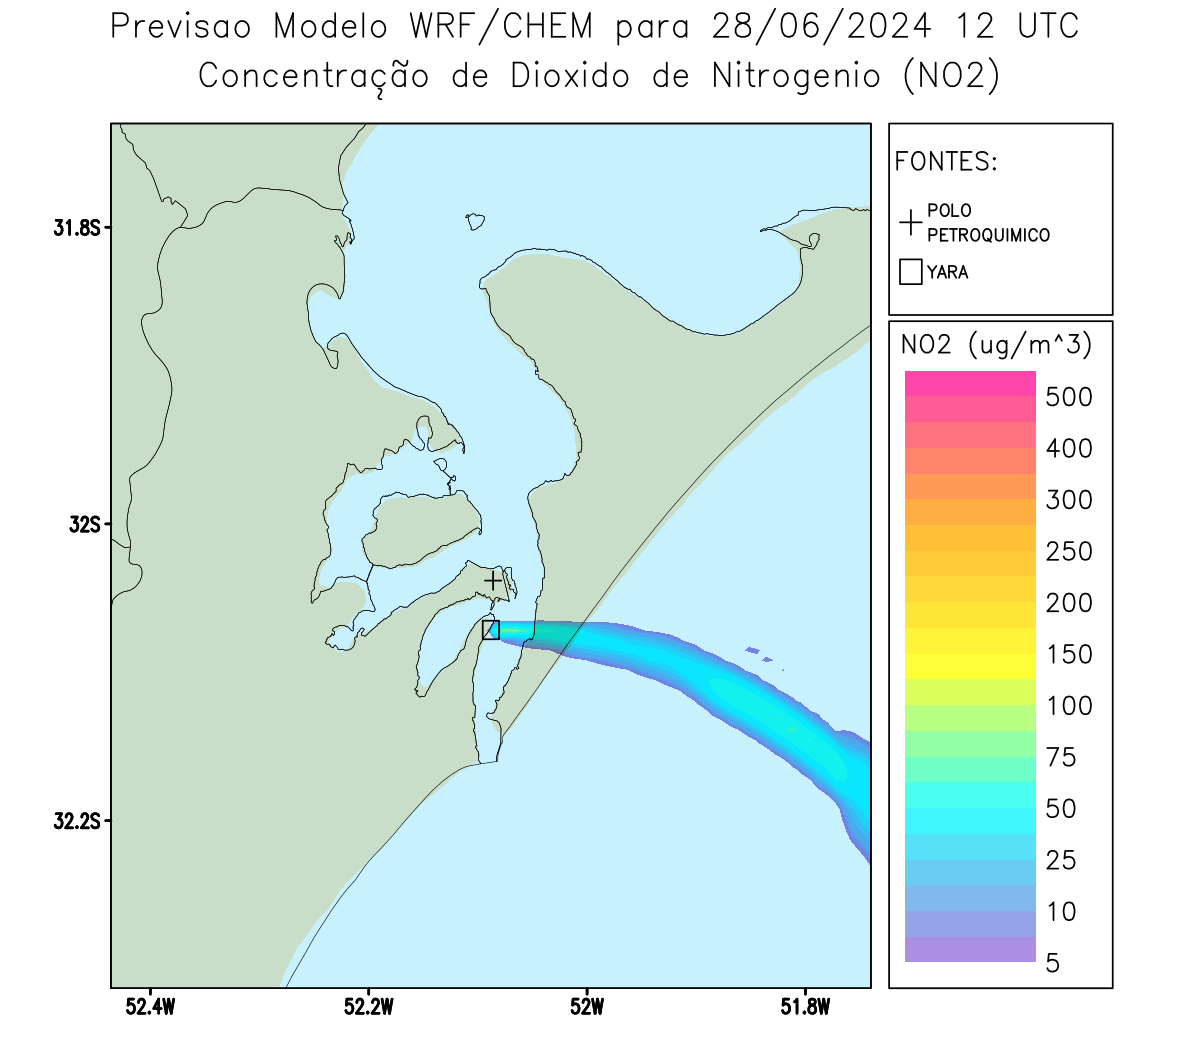 Previsao Modelo WRF/CHEM para 28/06/2024 12 UTC
Concentração de Dioxido de Nitrogenio (NO2)
FONTES:
POLO
PETROQUIMICO
YARA
31.8S
32S
32.2S
52.4W
52.2W
52W
51.8W
NO2 (ug/m^3)
500
400
300
250
200
150
100
75
50
25
10
5